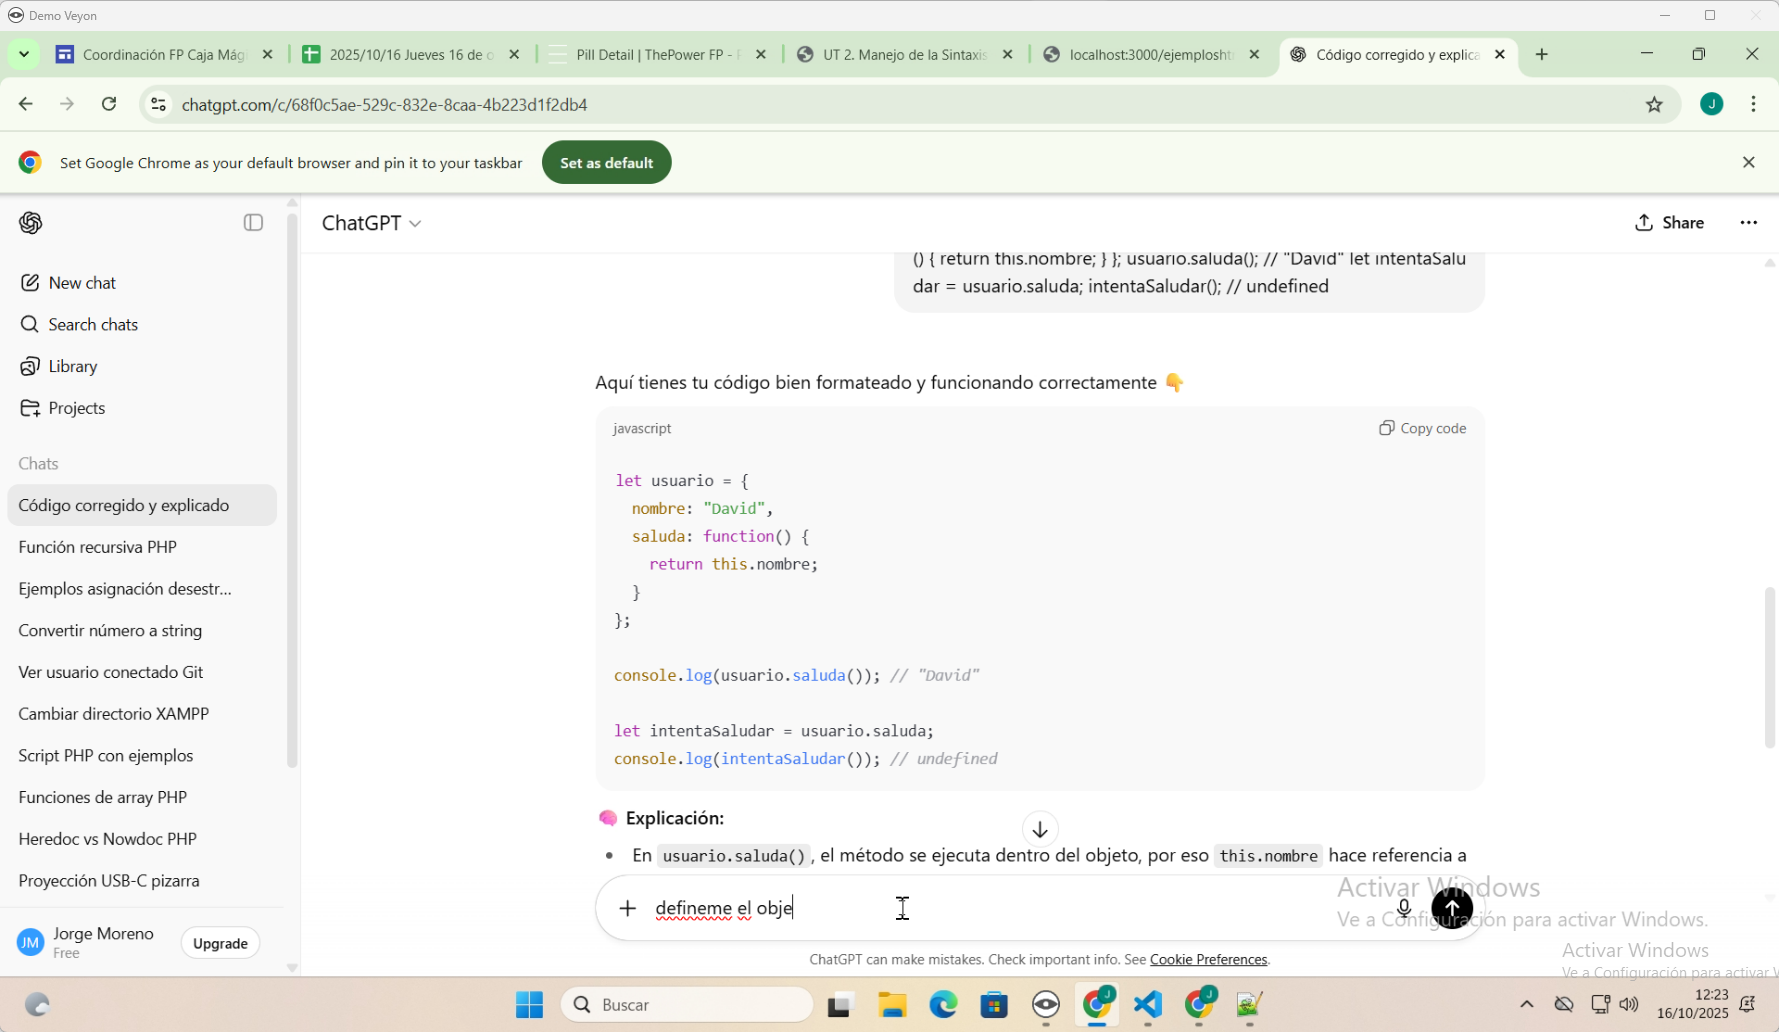 Demo Veyon
Coordinación FP Caja Mág
2025/10/16 Jueves 16 de o
Pill Detail | ThePower FP - F
UT 2. Manejo de la Sintaxis
localhost:3000/ejemplosht
Código corregido y explica
chatgpt.com/c/68f0c5ae-529c-832e-8caa-4b223d1f2db4
J
Set Google Chrome as your default browser and pin it to your taskbar
Set as default
ChatGPT
Share
New chat
Search chats
Library
Projects
Chats
Código corregido y explicado
Función recursiva PHP
Ejemplos asignación desestr...
Convertir número a string
Ver usuario conectado Git
Cambiar directorio XAMPP
Script PHP con ejemplos
Funciones de array PHP
Heredoc vs Nowdoc PHP
Proyección USB-C pizarra
JM
Jorge Moreno
Free
Upgrade
() { return this.nombre; } }; usuario.saluda(); // "David" let intentaSalu
dar = usuario.saluda; intentaSaludar(); // undefined
Aquí tienes tu código bien formateado y funcionando correctamente 👇
javascript
Copy code
let usuario = {
  nombre: "David",
  saluda: function() {
    return this.nombre;
  }
};
console.log(usuario.saluda()); // "David"
let intentaSaludar = usuario.saluda;
console.log(intentaSaludar()); // undefined
🧠 Explicación:
• En usuario.saluda(), el método se ejecuta dentro del objeto, por eso this.nombre hace referencia a
defineme el obje
ChatGPT can make mistakes. Check important info. See Cookie Preferences.
Activar Windows
Ve a Configuración para activar Windows.
Activar Windows
Ve a Configuración para activar W
Buscar
J
J
12:23
16/10/2025